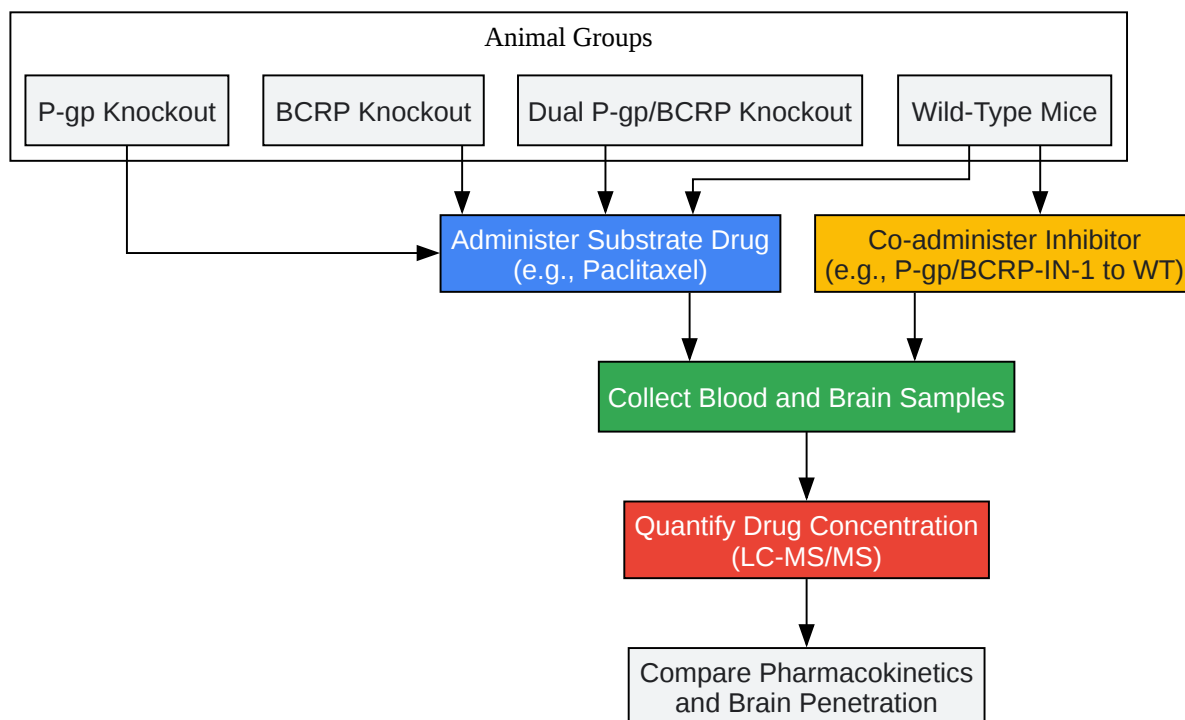 Animal Groups
P-gp Knockout
BCRP Knockout
Dual P-gp/BCRP Knockout
Wild-Type Mice
Administer Substrate Drug
(e.g., Paclitaxel)
Co-administer Inhibitor
(e.g., P-gp/BCRP-IN-1 to WT)
Collect Blood and Brain Samples
Quantify Drug Concentration
(LC-MS/MS)
Compare Pharmacokinetics
and Brain Penetration